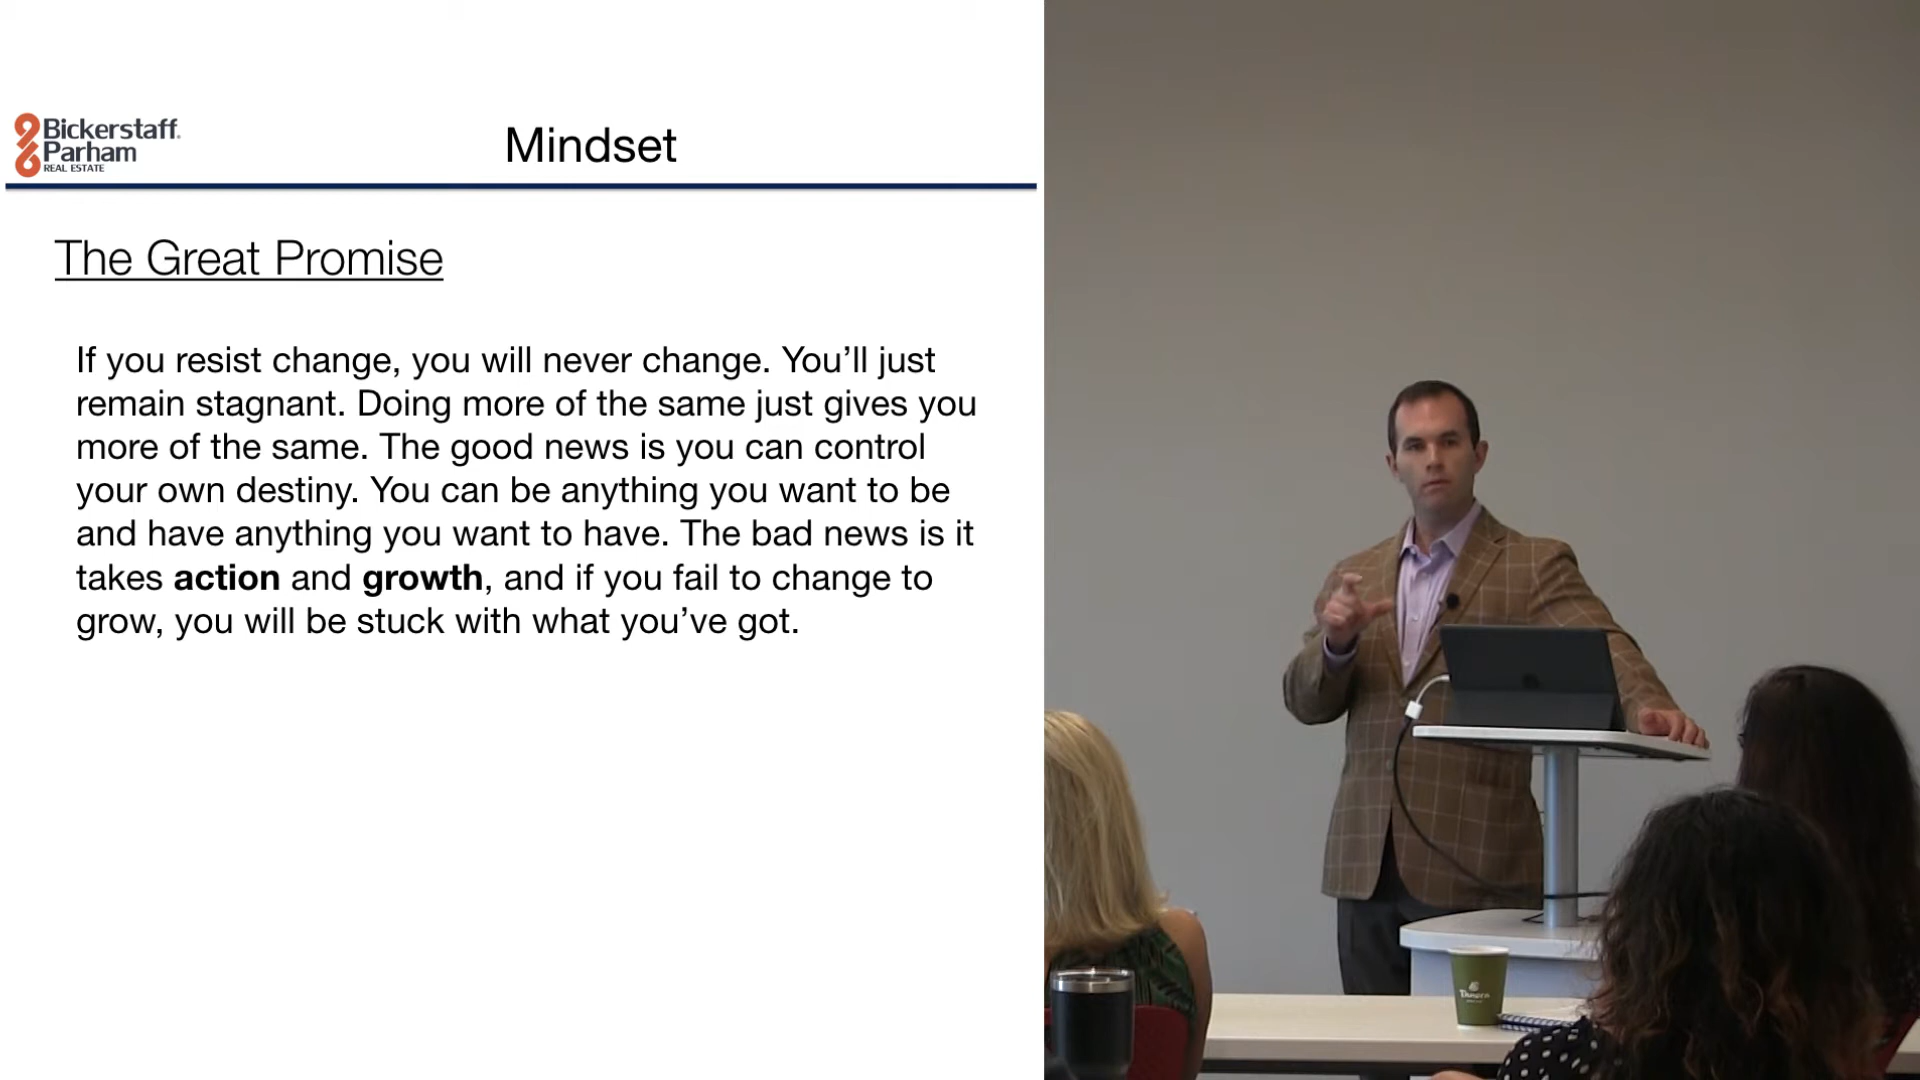 Bickerstaff
Parham
REAL ESTATE
Mindset
The Great Promise
If you resist change, you will never change. You’ll just
remain stagnant. Doing more of the same just gives you
more of the same. The good news is you can control
your own destiny. You can be anything you want to be
and have anything you want to have. The bad news is it
takes action and growth, and if you fail to change to
grow, you will be stuck with what you’ve got.